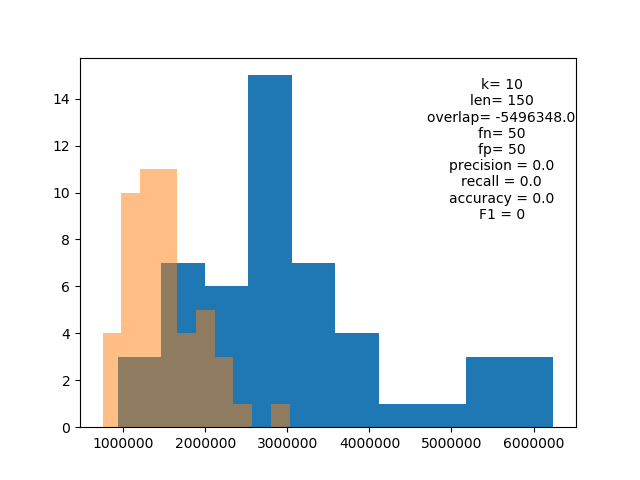 k= 10
len= 150
overlap= -5496348.0
fn= 50
fp= 50
precision = 0.0
recall = 0.0
accuracy = 0.0
F1 = 0
14
12
10
8
6
4
2
0
1000000 2000000 3000000 4000000 5000000 6000000